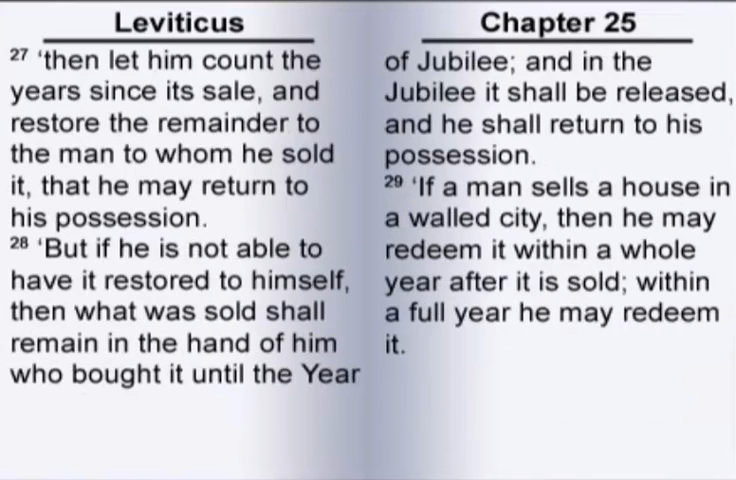 Leviticus
27 ‘then let him count the
years since its sale, and
restore the remainder to
the man to whom he sold
it, that he may return to
his possession.
28 ‘But if he is not able to
have it restored to himself,
then what was sold shall
remain in the hand of him
who bought it until the Year
Chapter 25
of Jubilee; and in the
Jubilee it shall be released,
and he shall return to his
possession.
29 ‘If a man sells a house in
a walled city, then he may
redeem it within a whole
year after it is sold; within
a full year he may redeem
it.